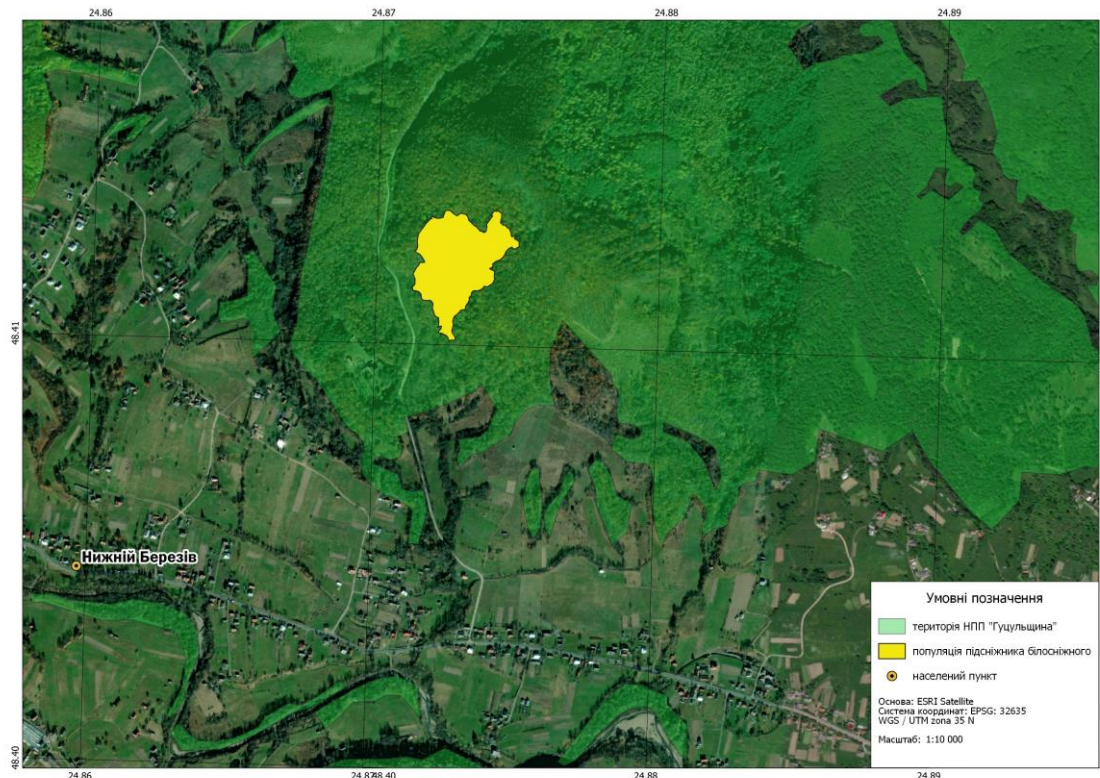 24.86 24.87 24.88 24.89
48.41
Нижній Березів
Умовні позначення
територія НПП "Гуцульщина"
популяція підсніжника білосніжного
населений пункт
Основа: ESRI Satellite
Система координат: EPSG: 32635
WGS / UTM zona 35 N
Масштаб: 1:10 000
48.40
24.86 24.87 48.40 24.88 24.89